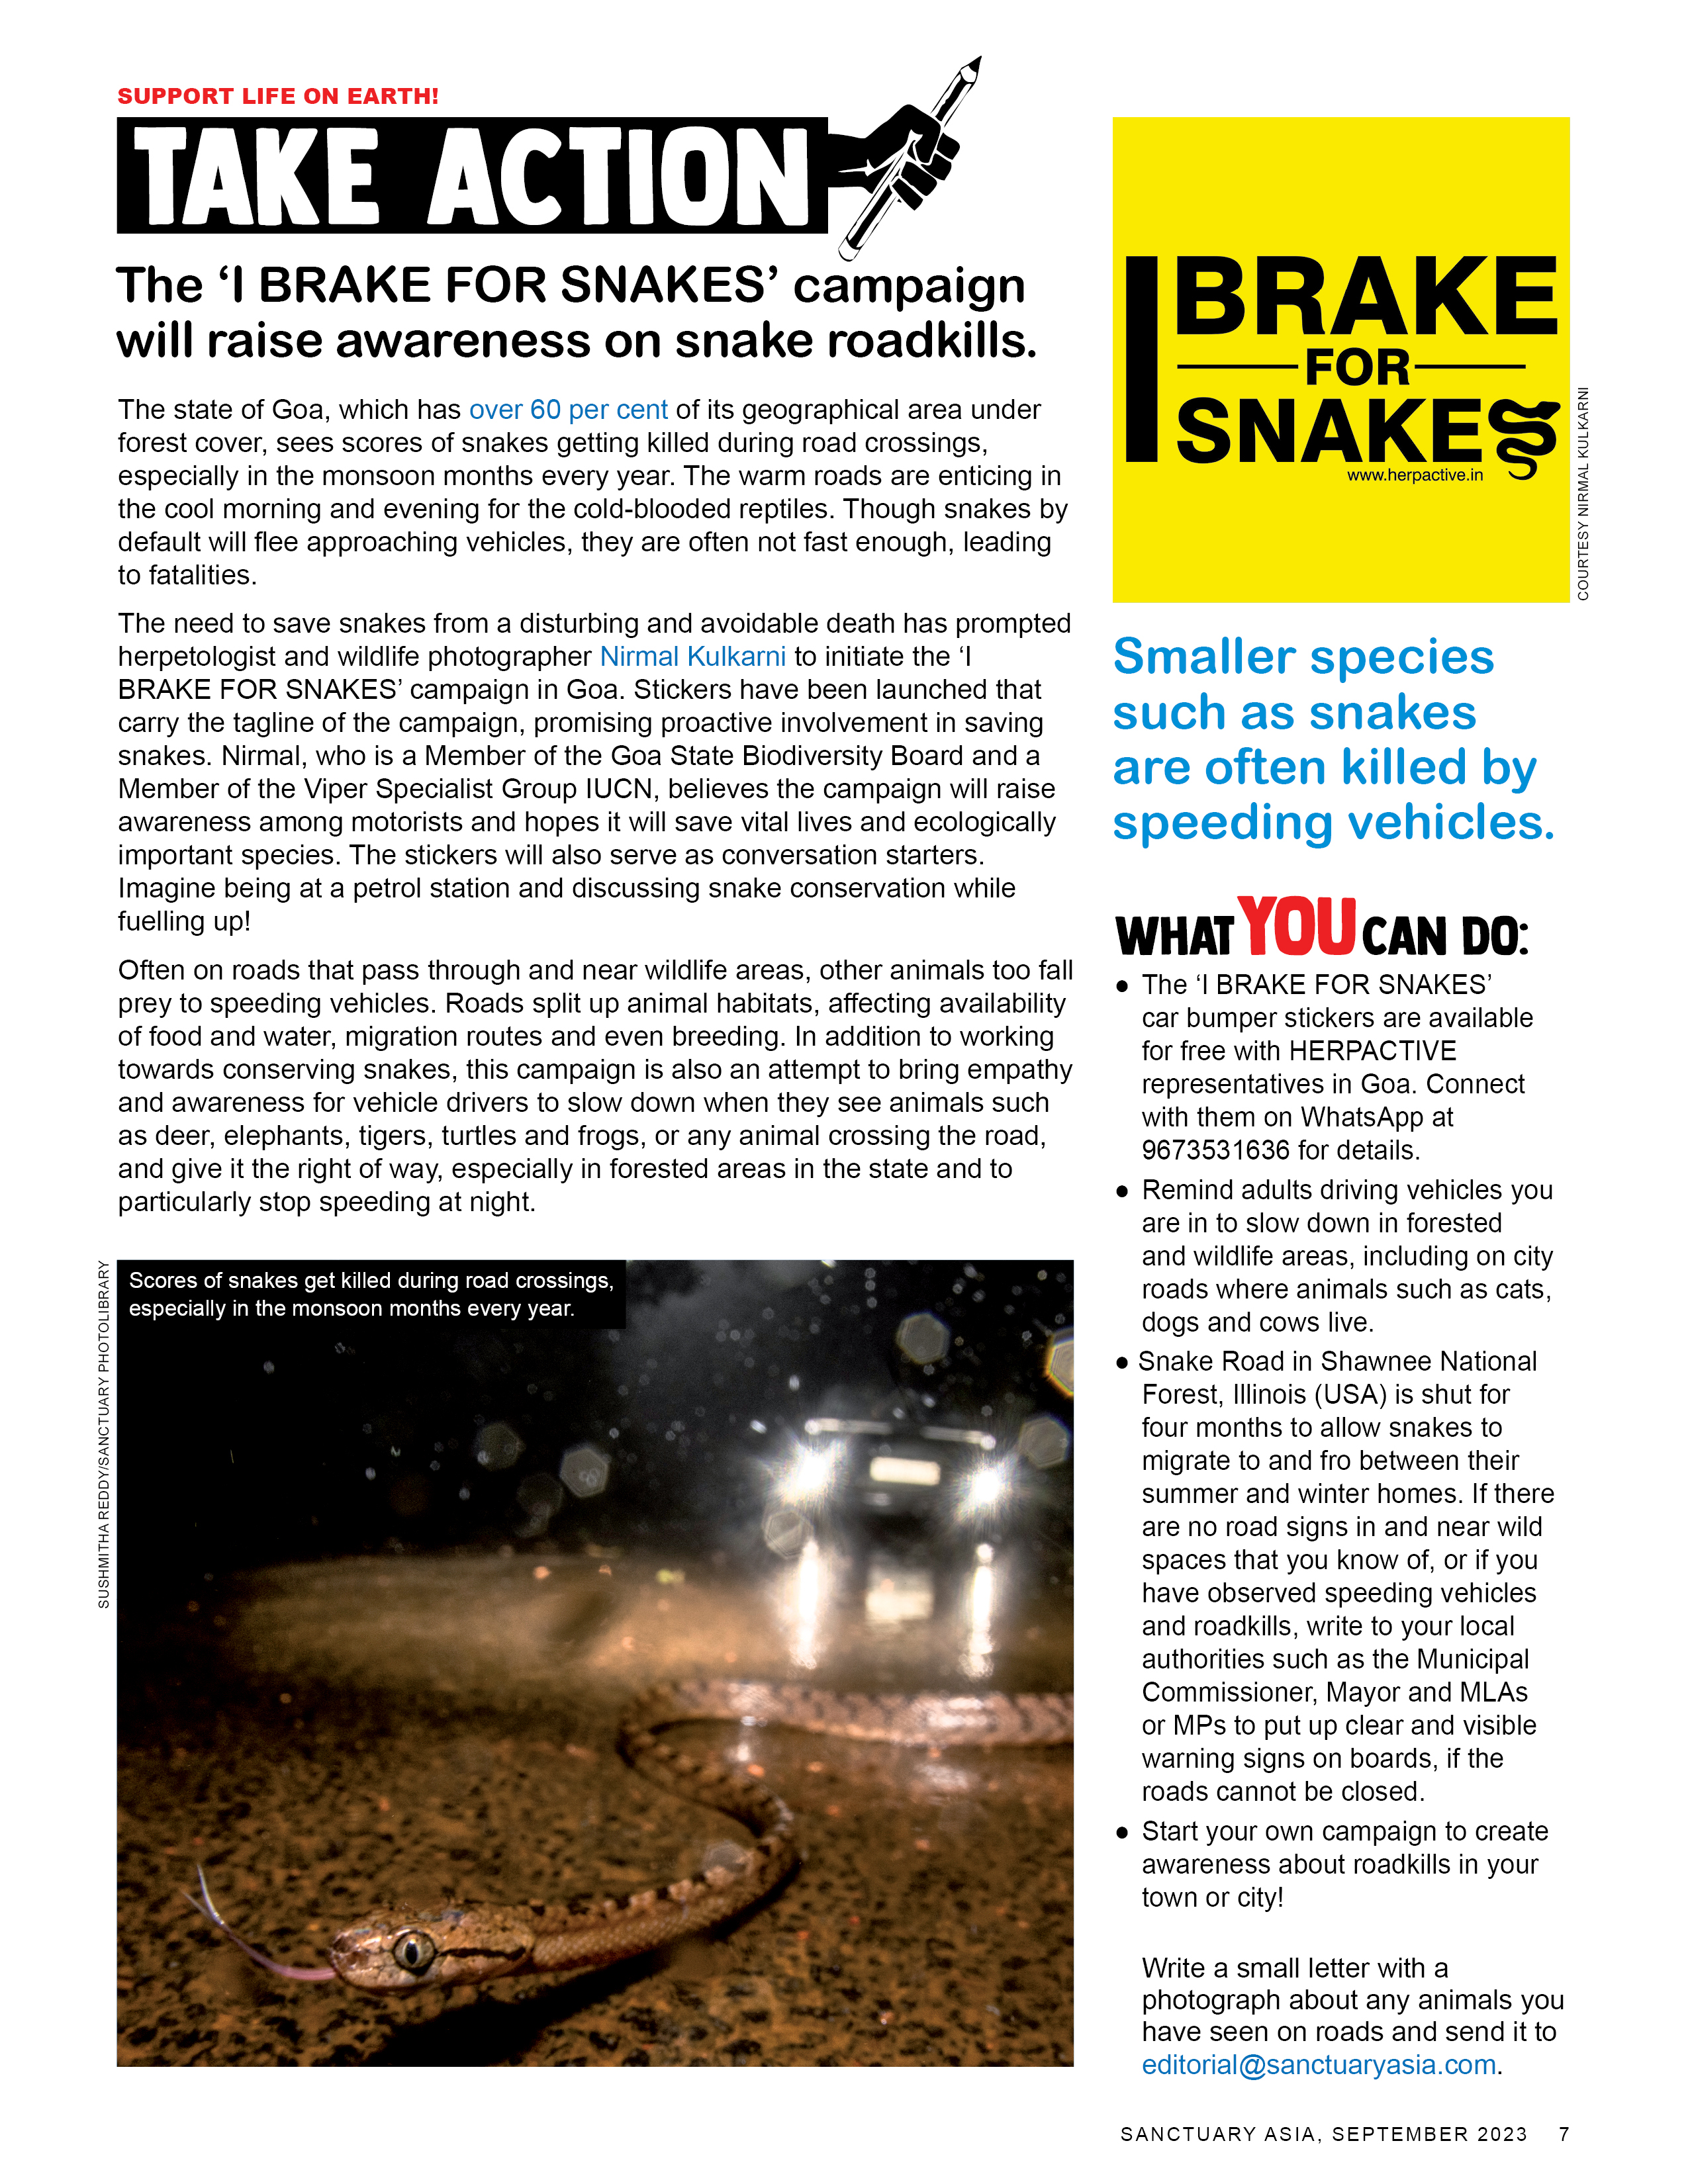 SUPPORT LIFE ON EARTH!
TAKE ACTION
The ‘I BRAKE FOR SNAKES’ campaign
will raise awareness on snake roadkills.
The state of Goa, which has over 60 per cent of its geographical area under
forest cover, sees scores of snakes getting killed during road crossings,
especially in the monsoon months every year. The warm roads are enticing in
the cool morning and evening for the cold-blooded reptiles. Though snakes by
default will flee approaching vehicles, they are often not fast enough, leading
to fatalities.
The need to save snakes from a disturbing and avoidable death has prompted
herpetologist and wildlife photographer Nirmal Kulkarni to initiate the ‘I
BRAKE FOR SNAKES’ campaign in Goa. Stickers have been launched that
carry the tagline of the campaign, promising proactive involvement in saving
snakes. Nirmal, who is a Member of the Goa State Biodiversity Board and a
Member of the Viper Specialist Group IUCN, believes the campaign will raise
awareness among motorists and hopes it will save vital lives and ecologically
important species. The stickers will also serve as conversation starters.
Imagine being at a petrol station and discussing snake conservation while
fuelling up!
Often on roads that pass through and near wildlife areas, other animals too fall
prey to speeding vehicles. Roads split up animal habitats, affecting availability
of food and water, migration routes and even breeding. In addition to working
towards conserving snakes, this campaign is also an attempt to bring empathy
and awareness for vehicle drivers to slow down when they see animals such
as deer, elephants, tigers, turtles and frogs, or any animal crossing the road,
and give it the right of way, especially in forested areas in the state and to
particularly stop speeding at night.
SUSHMITHA REDDY/SANCTUARY PHOTOLIBRARY
Scores of snakes get killed during road crossings,
especially in the monsoon months every year.
I BRAKE
FOR
SNAKES
www.herpactive.in
COURTESY NIRMAL KULKARNI
Smaller species
such as snakes
are often killed by
speeding vehicles.
WHAT YOU CAN DO:
● The ‘I BRAKE FOR SNAKES’
car bumper stickers are available
for free with HERPACTIVE
representatives in Goa. Connect
with them on WhatsApp at
9673531636 for details.
● Remind adults driving vehicles you
are in to slow down in forested
and wildlife areas, including on city
roads where animals such as cats,
dogs and cows live.
● Snake Road in Shawnee National
Forest, Illinois (USA) is shut for
four months to allow snakes to
migrate to and fro between their
summer and winter homes. If there
are no road signs in and near wild
spaces that you know of, or if you
have observed speeding vehicles
and roadkills, write to your local
authorities such as the Municipal
Commissioner, Mayor and MLAs
or MPs to put up clear and visible
warning signs on boards, if the
roads cannot be closed.
● Start your own campaign to create
awareness about roadkills in your
town or city!
Write a small letter with a
photograph about any animals you
have seen on roads and send it to
editorial@sanctuaryasia.com.
SANCTUARY ASIA, SEPTEMBER 2023 7